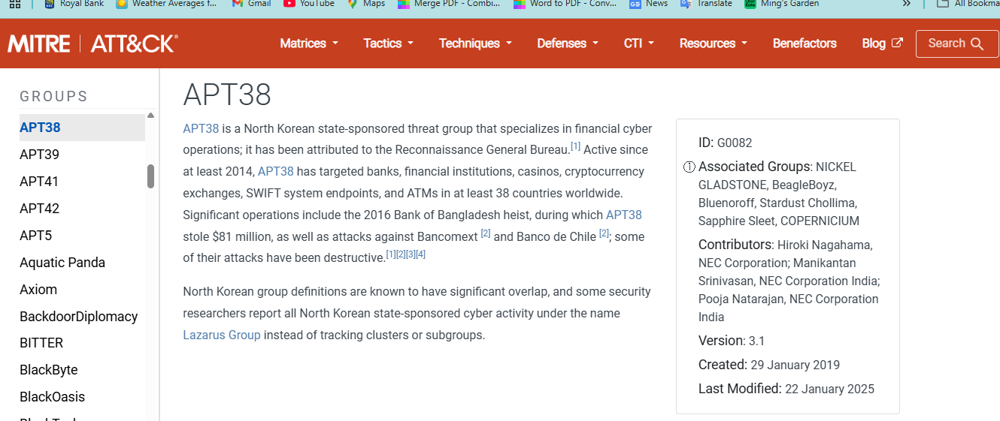 Royal Bank Weather Averages f... Gmail YouTube Maps Merge PDF - Combi... Word to PDF - Conv... News Translate Ming's Garden » All Bookma
MITRE | ATT&CK® Matrices Tactics Techniques Defenses CTI Resources Benefactors Blog Search
GROUPS
APT38
APT39
APT41
APT42
APT5
Aquatic Panda
Axiom
BackdoorDiplomacy
BITTER
BlackByte
BlackOasis
APT38
APT38 is a North Korean state-sponsored threat group that specializes in financial cyber
operations; it has been attributed to the Reconnaissance General Bureau.[1] Active since
at least 2014, APT38 has targeted banks, financial institutions, casinos, cryptocurrency
exchanges, SWIFT system endpoints, and ATMs in at least 38 countries worldwide.
Significant operations include the 2016 Bank of Bangladesh heist, during which APT38
stole $81 million, as well as attacks against Bancomext [2] and Banco de Chile [2]; some
of their attacks have been destructive.[1][2][3][4]
North Korean group definitions are known to have significant overlap, and some security
researchers report all North Korean state-sponsored cyber activity under the name
Lazarus Group instead of tracking clusters or subgroups.
ID: G0082
Associated Groups: NICKEL
GLADSTONE, BeagleBoyz,
Bluenoroff, Stardust Chollima,
Sapphire Sleet, COPERNICIUM
Contributors: Hiroki Nagahama,
NEC Corporation; Manikantan
Srinivasan, NEC Corporation India;
Pooja Natarajan, NEC Corporation
India
Version: 3.1
Created: 29 January 2019
Last Modified: 22 January 2025